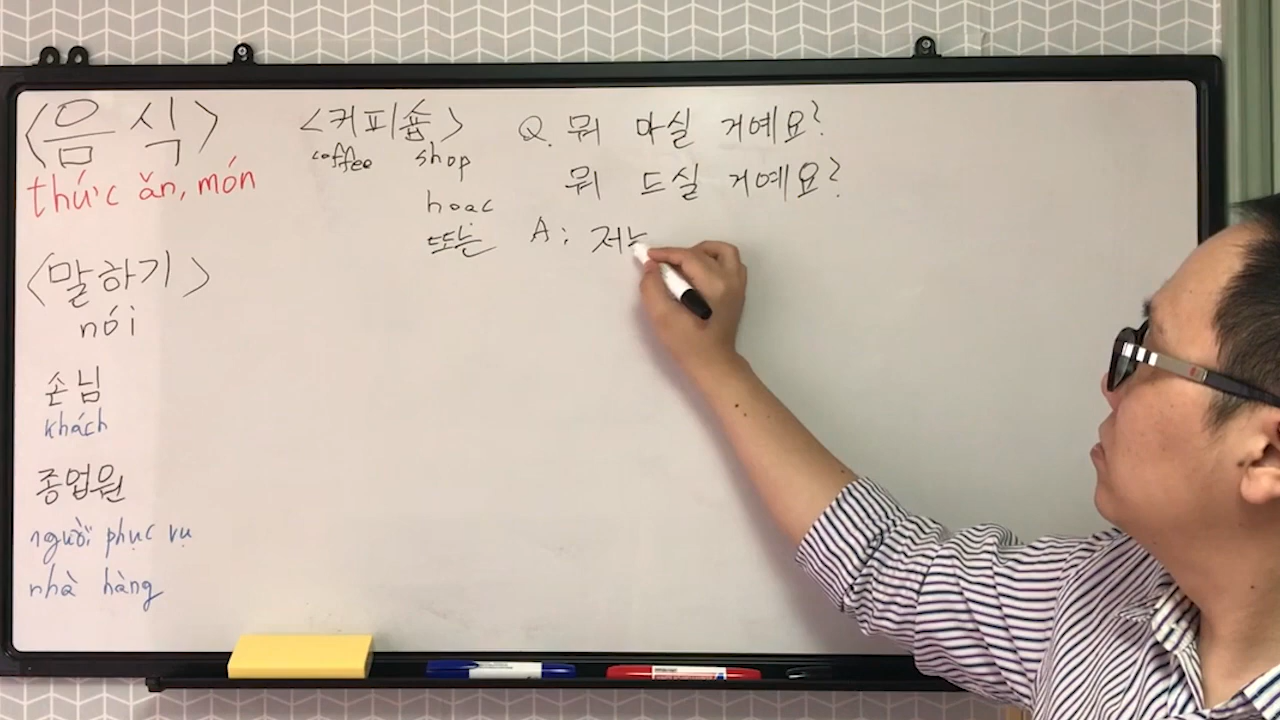 <음식>
thức ăn, món
<말하기>
nói
손님
khách
종업원
người phục vụ
nhà hàng
<커피숍>
coffee shop
hoac
또는
Q. 뭐 마실 거예요?
뭐 드실 거예요?
A: 저는